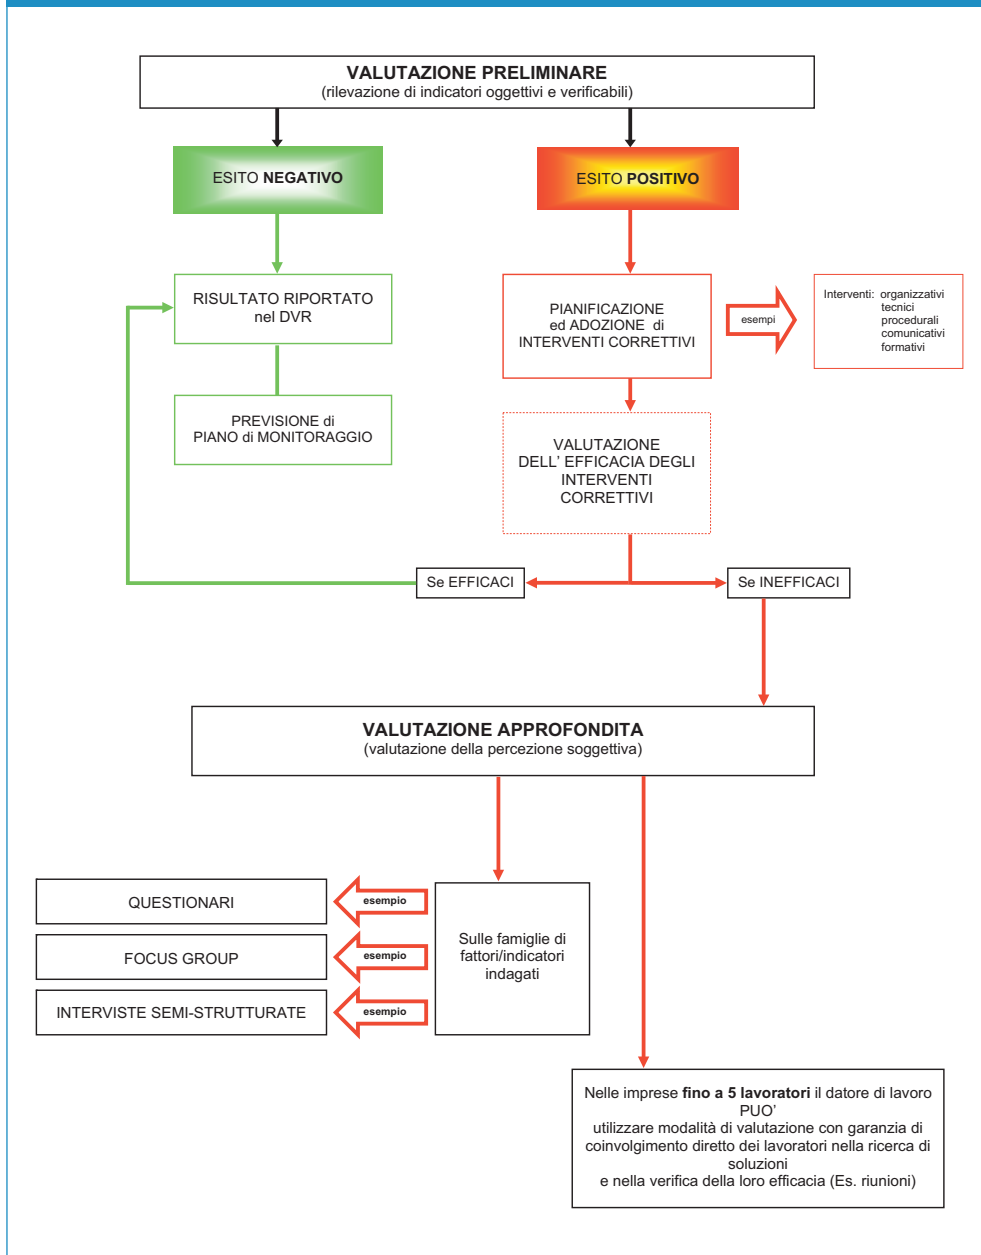 VALUTAZIONE PRELIMINARE
(rilevazione di indicatori oggettivi e verificabili)
ESITO NEGATIVO
ESITO POSITIVO
RISULTATO RIPORTATO
nel DVR
PIANIFICAZIONE
ed ADOZIONE di
INTERVENTI CORRETTIVI
esempi
Interventi: organizzativi
tecnici
procedurali
comunicativi
formativi
PREVISIONE di
PIANO di MONITORAGGIO
VALUTAZIONE
DELL' EFFICACIA DEGLI
INTERVENTI
CORRETTIVI
Se EFFICACI
Se INEFFICACI
VALUTAZIONE APPROFONDITA
(valutazione della percezione soggettiva)
QUESTIONARI
esempio
FOCUS GROUP
esempio
INTERVISTE SEMI-STRUTTURATE
esempio
Sulle famiglie di
fattori/indicatori
indagati
Nelle imprese fino a 5 lavoratori il datore di lavoro
PUO'
utilizzare modalità di valutazione con garanzia di
coinvolgimento diretto dei lavoratori nella ricerca di
soluzioni
e nella verifica della loro efficacia (Es. riunioni)